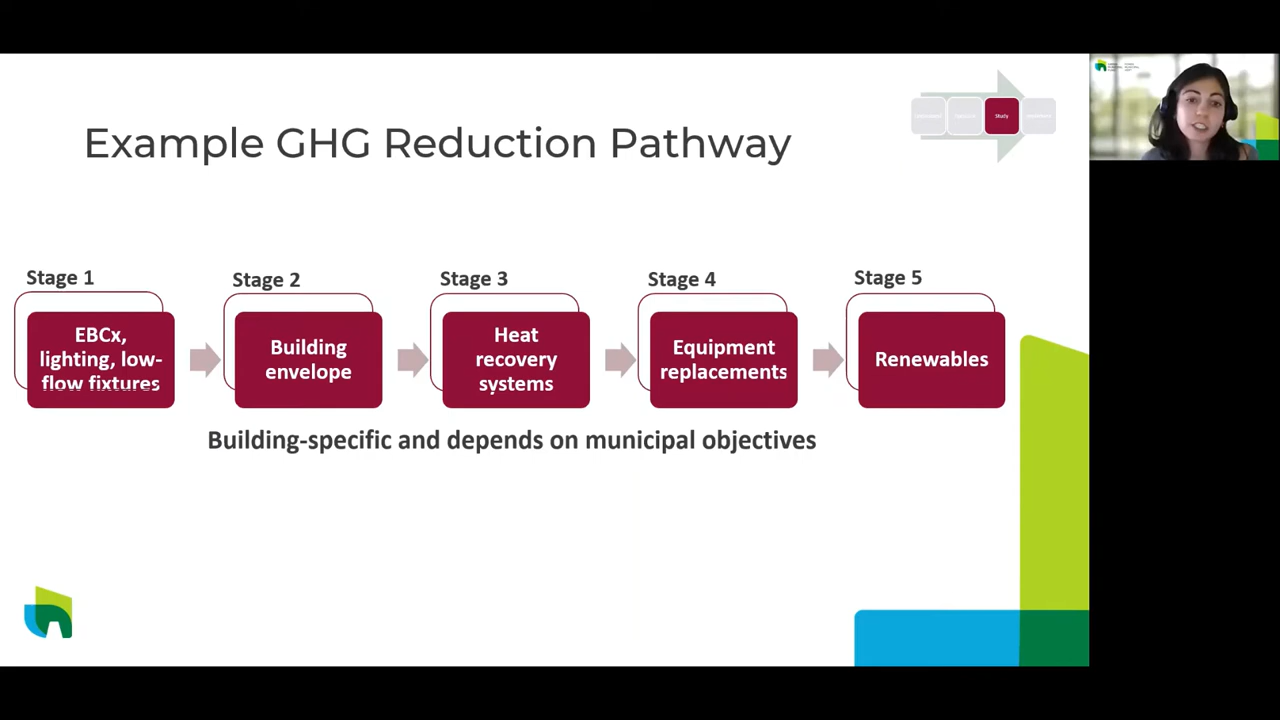 Example GHG Reduction Pathway
Study
Stage 1
Stage 2
Stage 3
Stage 4
Stage 5
EBCx,
lighting, low-
flow fixtures
Building
envelope
Heat
recovery
systems
Equipment
replacements
Renewables
Building-specific and depends on municipal objectives